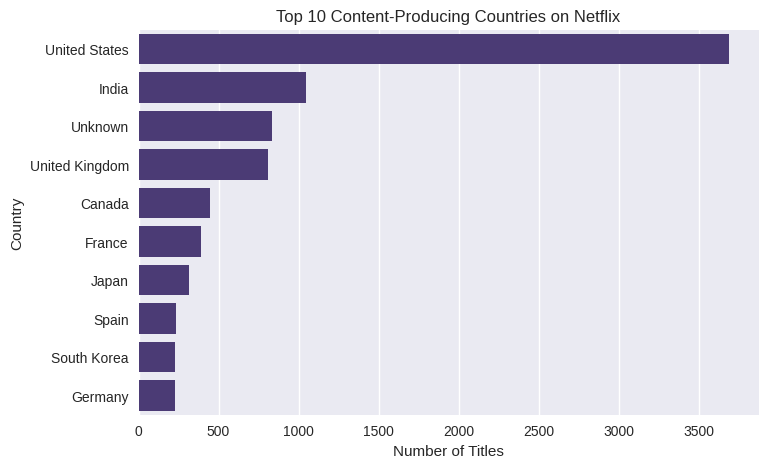 Top 10 Content-Producing Countries on Netflix
Country
United States
India
Unknown
United Kingdom
Canada
France
Japan
Spain
South Korea
Germany
0 500 1000 1500 2000 2500 3000 3500
Number of Titles